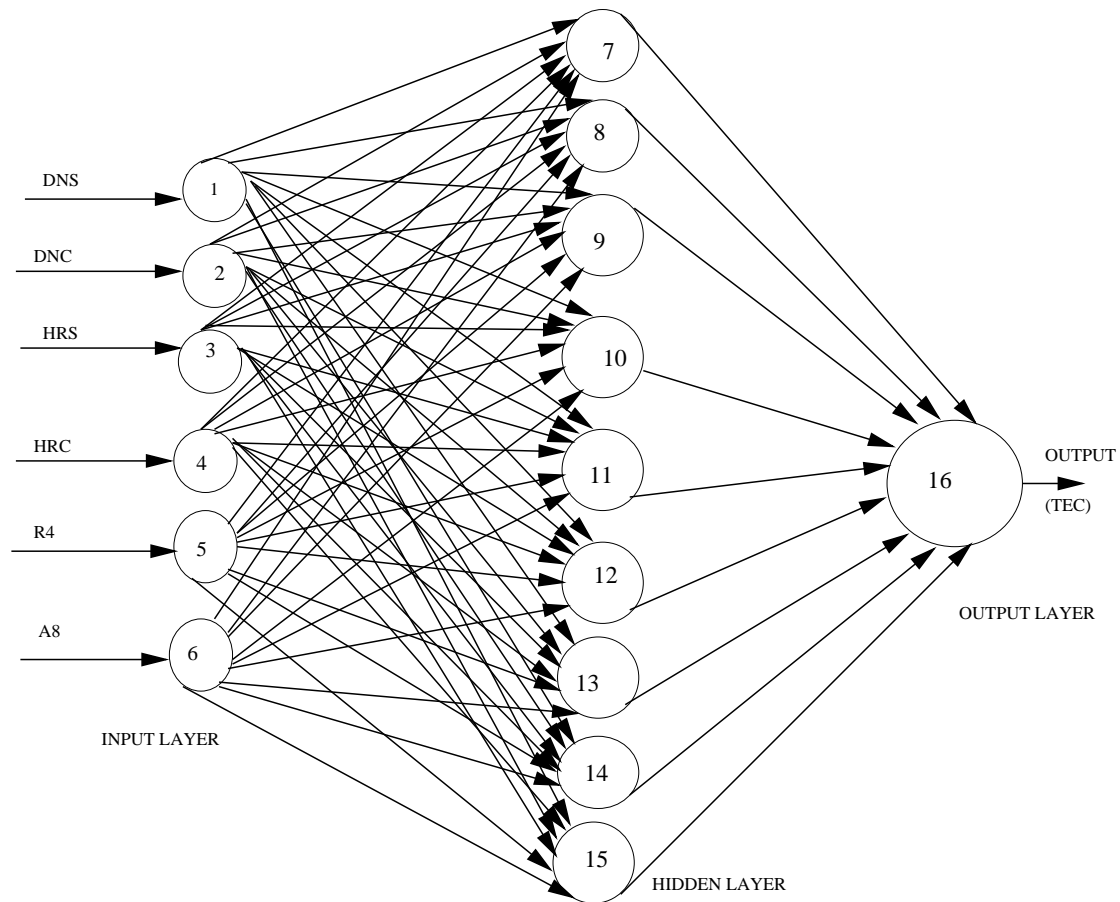 7
8
DNS
1
9
DNC
2
HRS
3
10
HRC
4
11
OUTPUT
16
(TEC)
R4
5
12
OUTPUT LAYER
A8
6
13
INPUT LAYER
14
15
HIDDEN LAYER